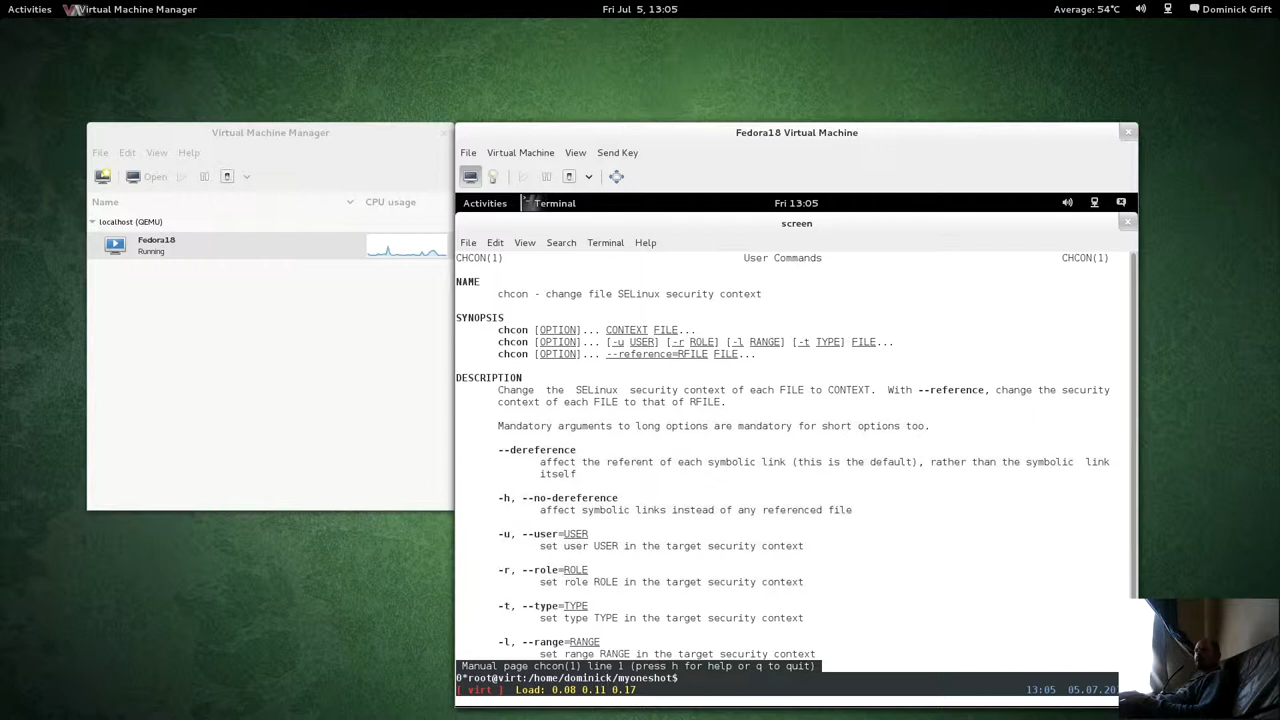 Activities Virtual Machine Manager Fri Jul 5, 13:05 Average: 54°C Dominick Grift
Virtual Machine Manager
File Edit View Help
Open
Name CPU usage
localhost (QEMU)
Fedora18
Running
Fedora18 Virtual Machine
File Virtual Machine View Send Key
Activities Terminal Fri 13:05
screen
File Edit View Search Terminal Help
CHCON(1) User Commands CHCON(1)
NAME
chcon - change file SELinux security context
SYNOPSIS
chcon [OPTION]... CONTEXT FILE...
chcon [OPTION]... [-u USER] [-r ROLE] [-l RANGE] [-t TYPE] FILE...
chcon [OPTION]... --reference=RFILE FILE...
DESCRIPTION
Change the SELinux security context of each FILE to CONTEXT. With --reference, change the security
context of each FILE to that of RFILE.
Mandatory arguments to long options are mandatory for short options too.
--dereference
affect the referent of each symbolic link (this is the default), rather than the symbolic link
itself
-h, --no-dereference
affect symbolic links instead of any referenced file
-u, --user=USER
set user USER in the target security context
-r, --role=ROLE
set role ROLE in the target security context
-t, --type=TYPE
set type TYPE in the target security context
-l, --range=RANGE
set range RANGE in the target security context
Manual page chcon(1) line 1 (press h for help or q to quit)
0*root@virt:/home/dominick/myoneshot$
[ virt ] Load: 0.08 0.11 0.17 13:05 05.07.20